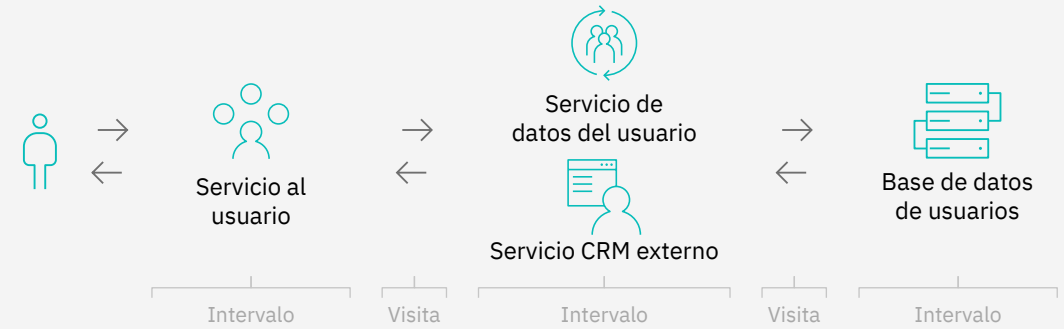 Servicio al
usuario
Servicio de
datos del usuario
Servicio CRM externo
Base de datos
de usuarios
Intervalo
Visita
Intervalo
Visita
Intervalo